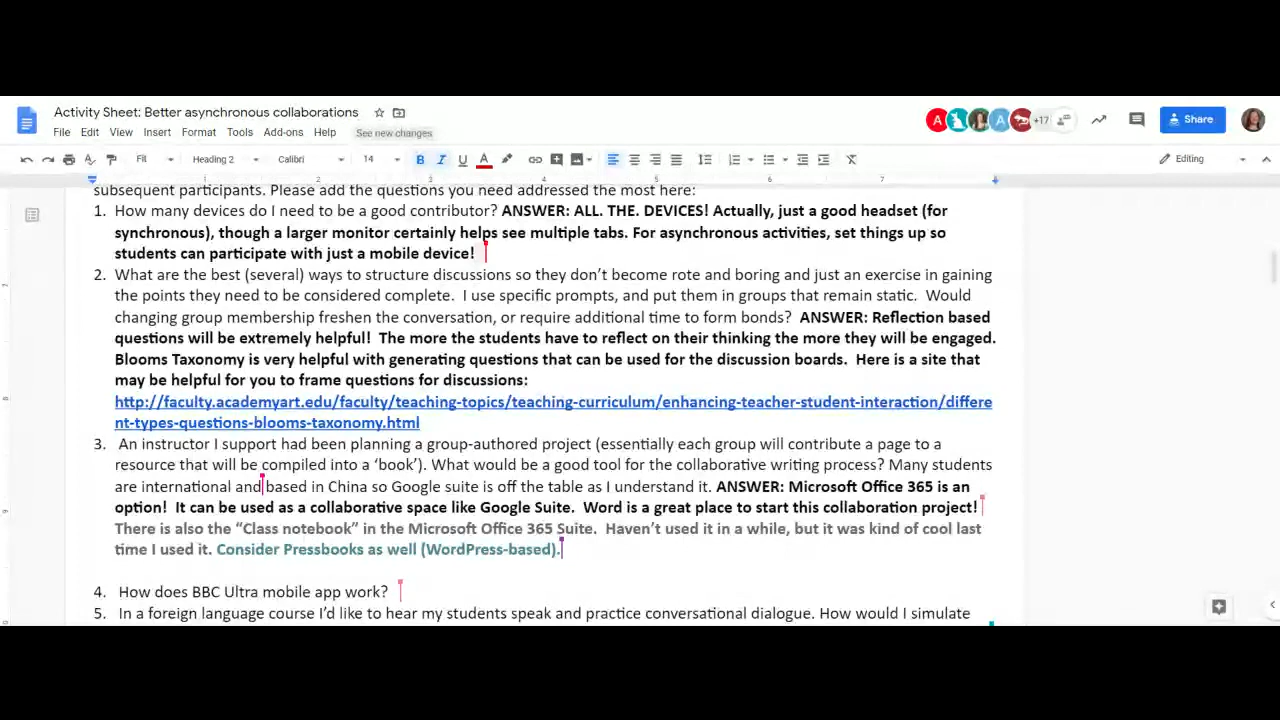 Activity Sheet: Better asynchronous collaborations
File Edit View Insert Format Tools Add-ons Help See new changes
A A +17 Share
Fit Heading 2 Calibri 14 B I U A Editing
1 2 3 4 5 6 7
subsequent participants. Please add the questions you need addressed the most here:
1. How many devices do I need to be a good contributor? ANSWER: ALL. THE. DEVICES! Actually, just a good headset (for
synchronous), though a larger monitor certainly helps see multiple tabs. For asynchronous activities, set things up so
students can participate with just a mobile device!
2. What are the best (several) ways to structure discussions so they don't become rote and boring and just an exercise in gaining
the points they need to be considered complete. I use specific prompts, and put them in groups that remain static. Would
changing group membership freshen the conversation, or require additional time to form bonds? ANSWER: Reflection based
questions will be extremely helpful! The more the students have to reflect on their thinking the more they will be engaged.
Blooms Taxonomy is very helpful with generating questions that can be used for the discussion boards. Here is a site that
may be helpful for you to frame questions for discussions:
http://faculty.academyart.edu/faculty/teaching-topics/teaching-curriculum/enhancing-teacher-student-interaction/differe
nt-types-questions-blooms-taxonomy.html
3. An instructor I support had been planning a group-authored project (essentially each group will contribute a page to a
resource that will be compiled into a 'book'). What would be a good tool for the collaborative writing process? Many students
are international and based in China so Google suite is off the table as I understand it. ANSWER: Microsoft Office 365 is an
option! It can be used as a collaborative space like Google Suite. Word is a great place to start this collaboration project!
There is also the "Class notebook" in the Microsoft Office 365 Suite. Haven't used it in a while, but it was kind of cool last
time I used it. Consider Pressbooks as well (WordPress-based).
4. How does BBC Ultra mobile app work?
5. In a foreign language course I'd like to hear my students speak and practice conversational dialogue. How would I simulate